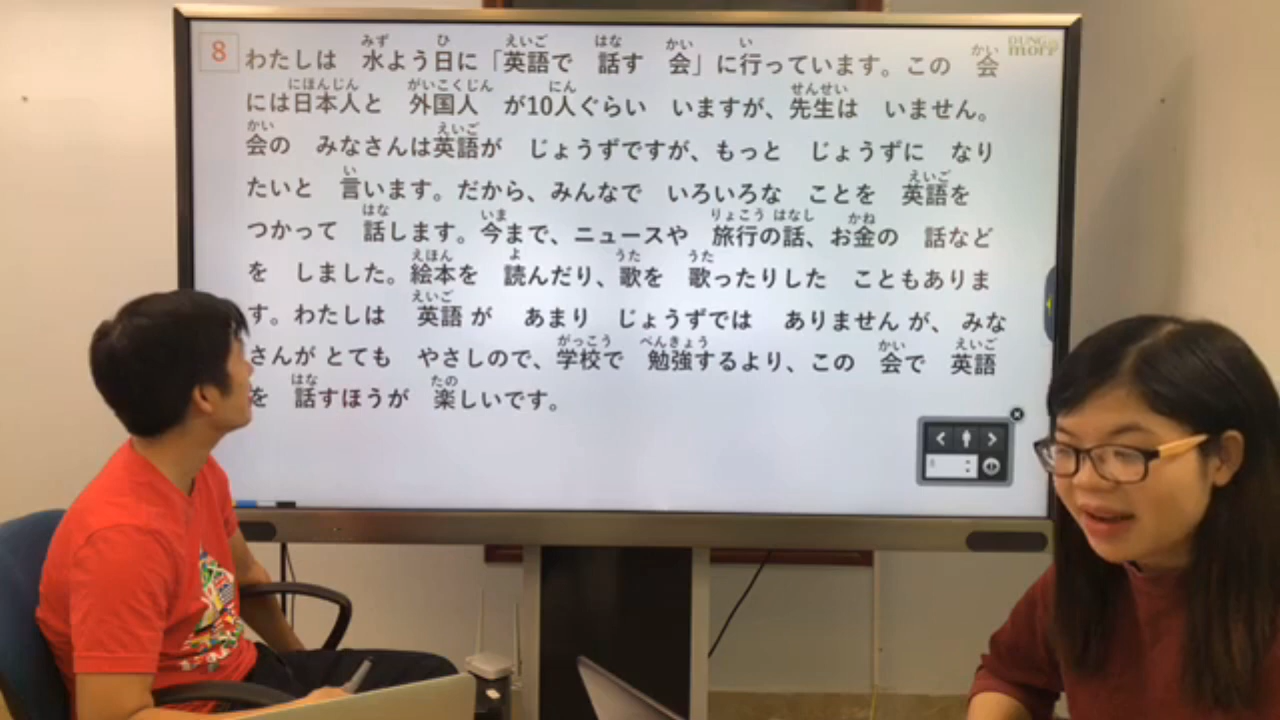 8 わたしは 水よう日に「英語で 話す 会」に行っています。この 会
には日本人と 外国人 が10人ぐらい いますが、先生は いません。
会の みなさんは英語が じょうずですが、もっと じょうずに なり
たいと 言います。だから、みんなで いろいろな ことを 英語を
つかって 話します。今まで、ニュースや 旅行の話、お金の 話など
を しました。絵本を 読んだり、歌を 歌ったりした こともありま
す。わたしは 英語 が あまり じょうずでは ありません が、 みな
さんが とても やさしので、学校で 勉強するより、この 会で 英語
を 話すほうが 楽しいです。
DUNG
morr